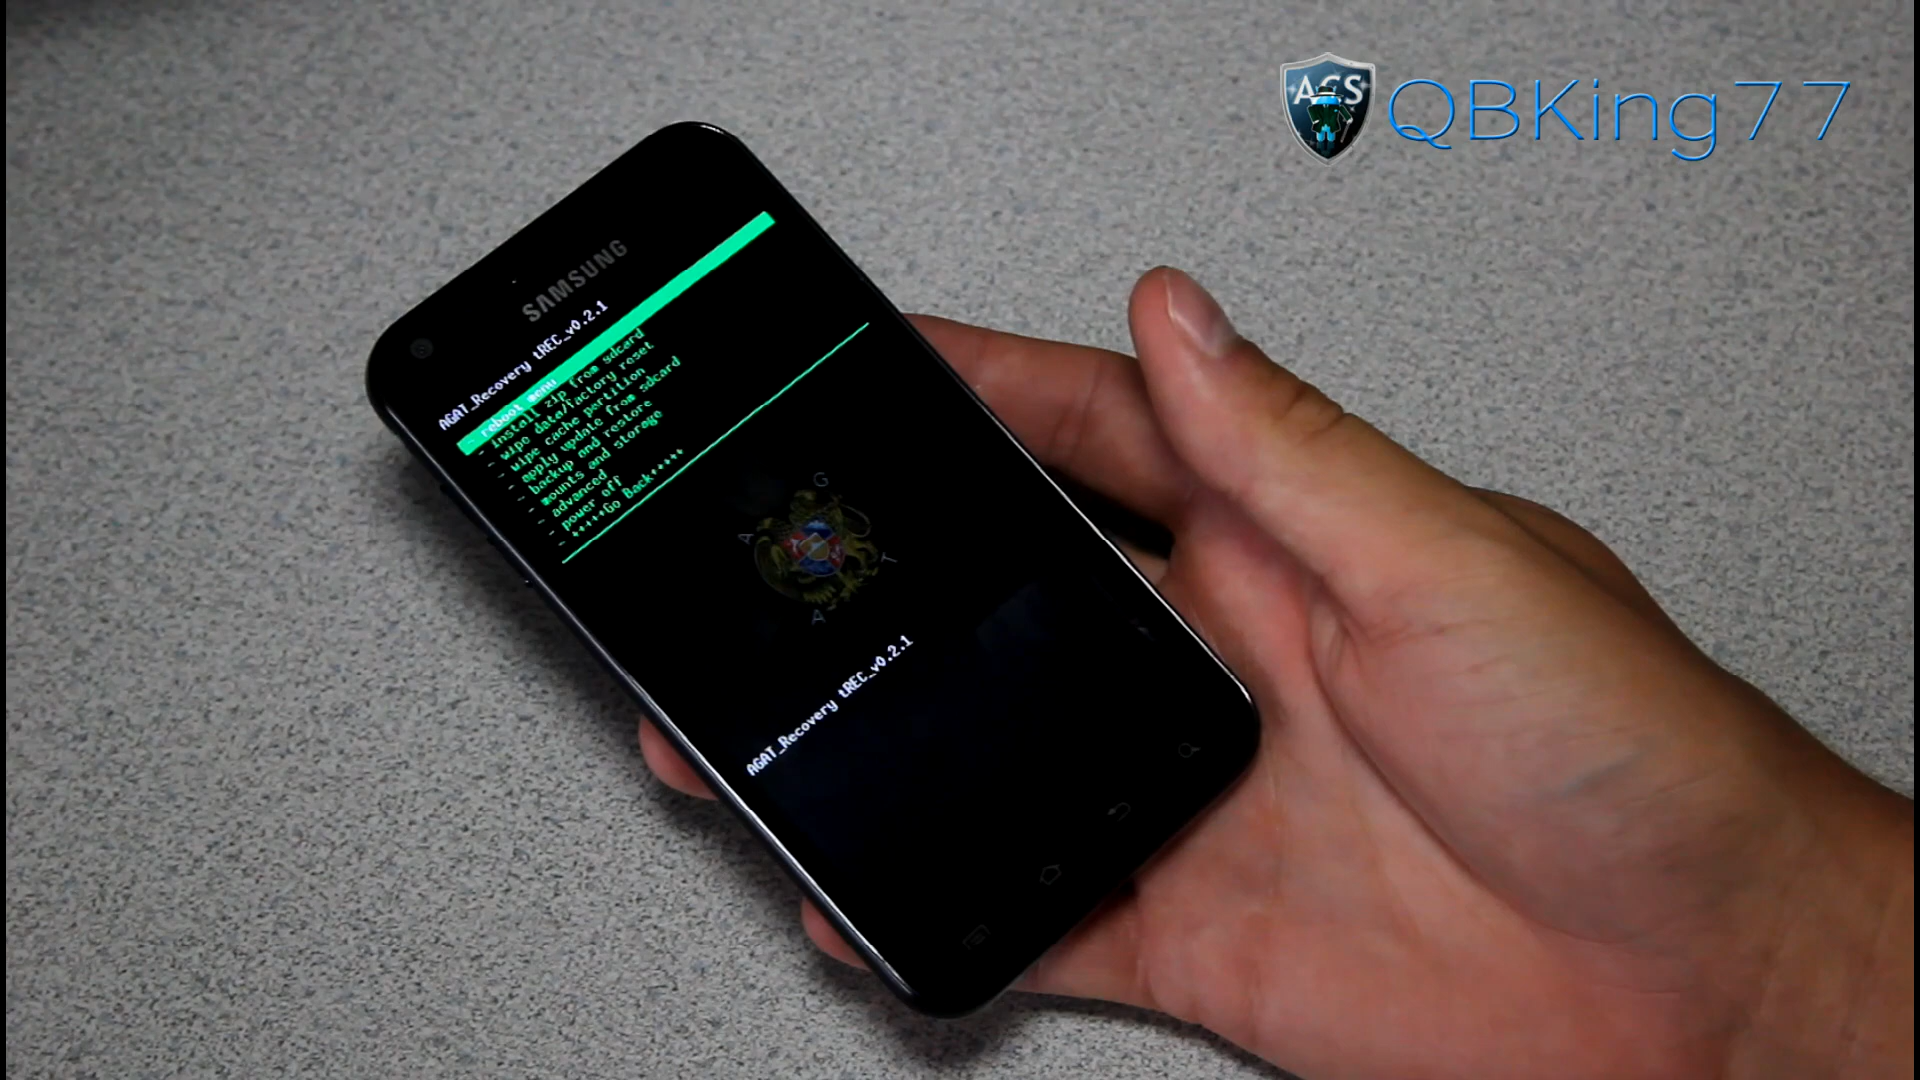 ACS
QBKing77
SAMSUNG
AGAT_Recovery tREC_v0.2.1
- reboot menu
- install zip from sdcard
- wipe data/factory reset
- wipe cache partition
- apply update from sdcard
- backup and restore
- mounts and storage
- advanced
- power off
- +++++Go Back+++++
A G A T
AGAT_Recovery tREC_v0.2.1